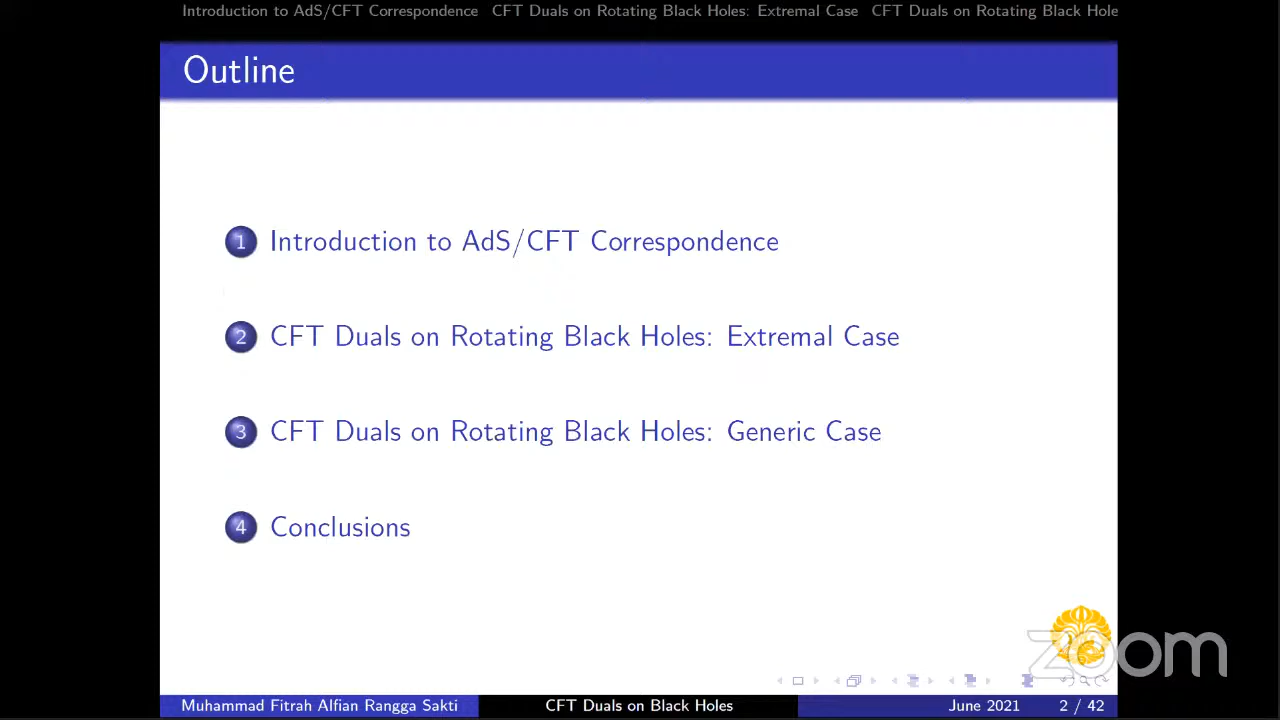 Introduction to AdS/CFT Correspondence CFT Duals on Rotating Black Holes: Extremal Case CFT Duals on Rotating Black Hole
Outline
1 Introduction to AdS/CFT Correspondence
2 CFT Duals on Rotating Black Holes: Extremal Case
3 CFT Duals on Rotating Black Holes: Generic Case
4 Conclusions
zoom
Muhammad Fitrah Alfian Rangga Sakti CFT Duals on Black Holes June 2021 2 / 42